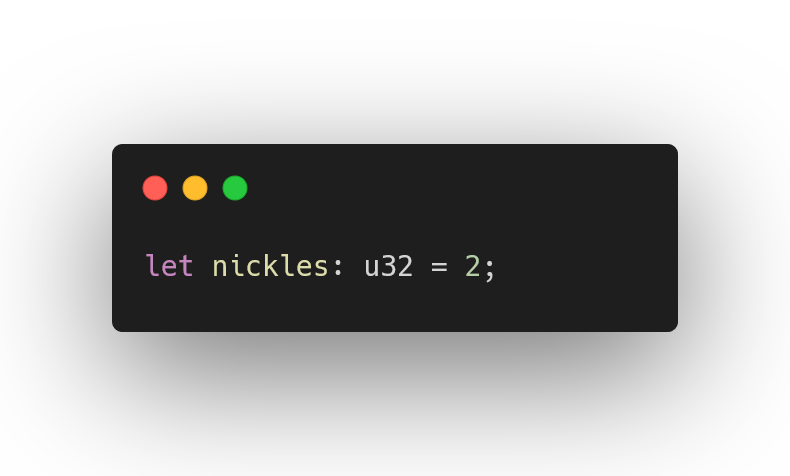 let nickles: u32 = 2;